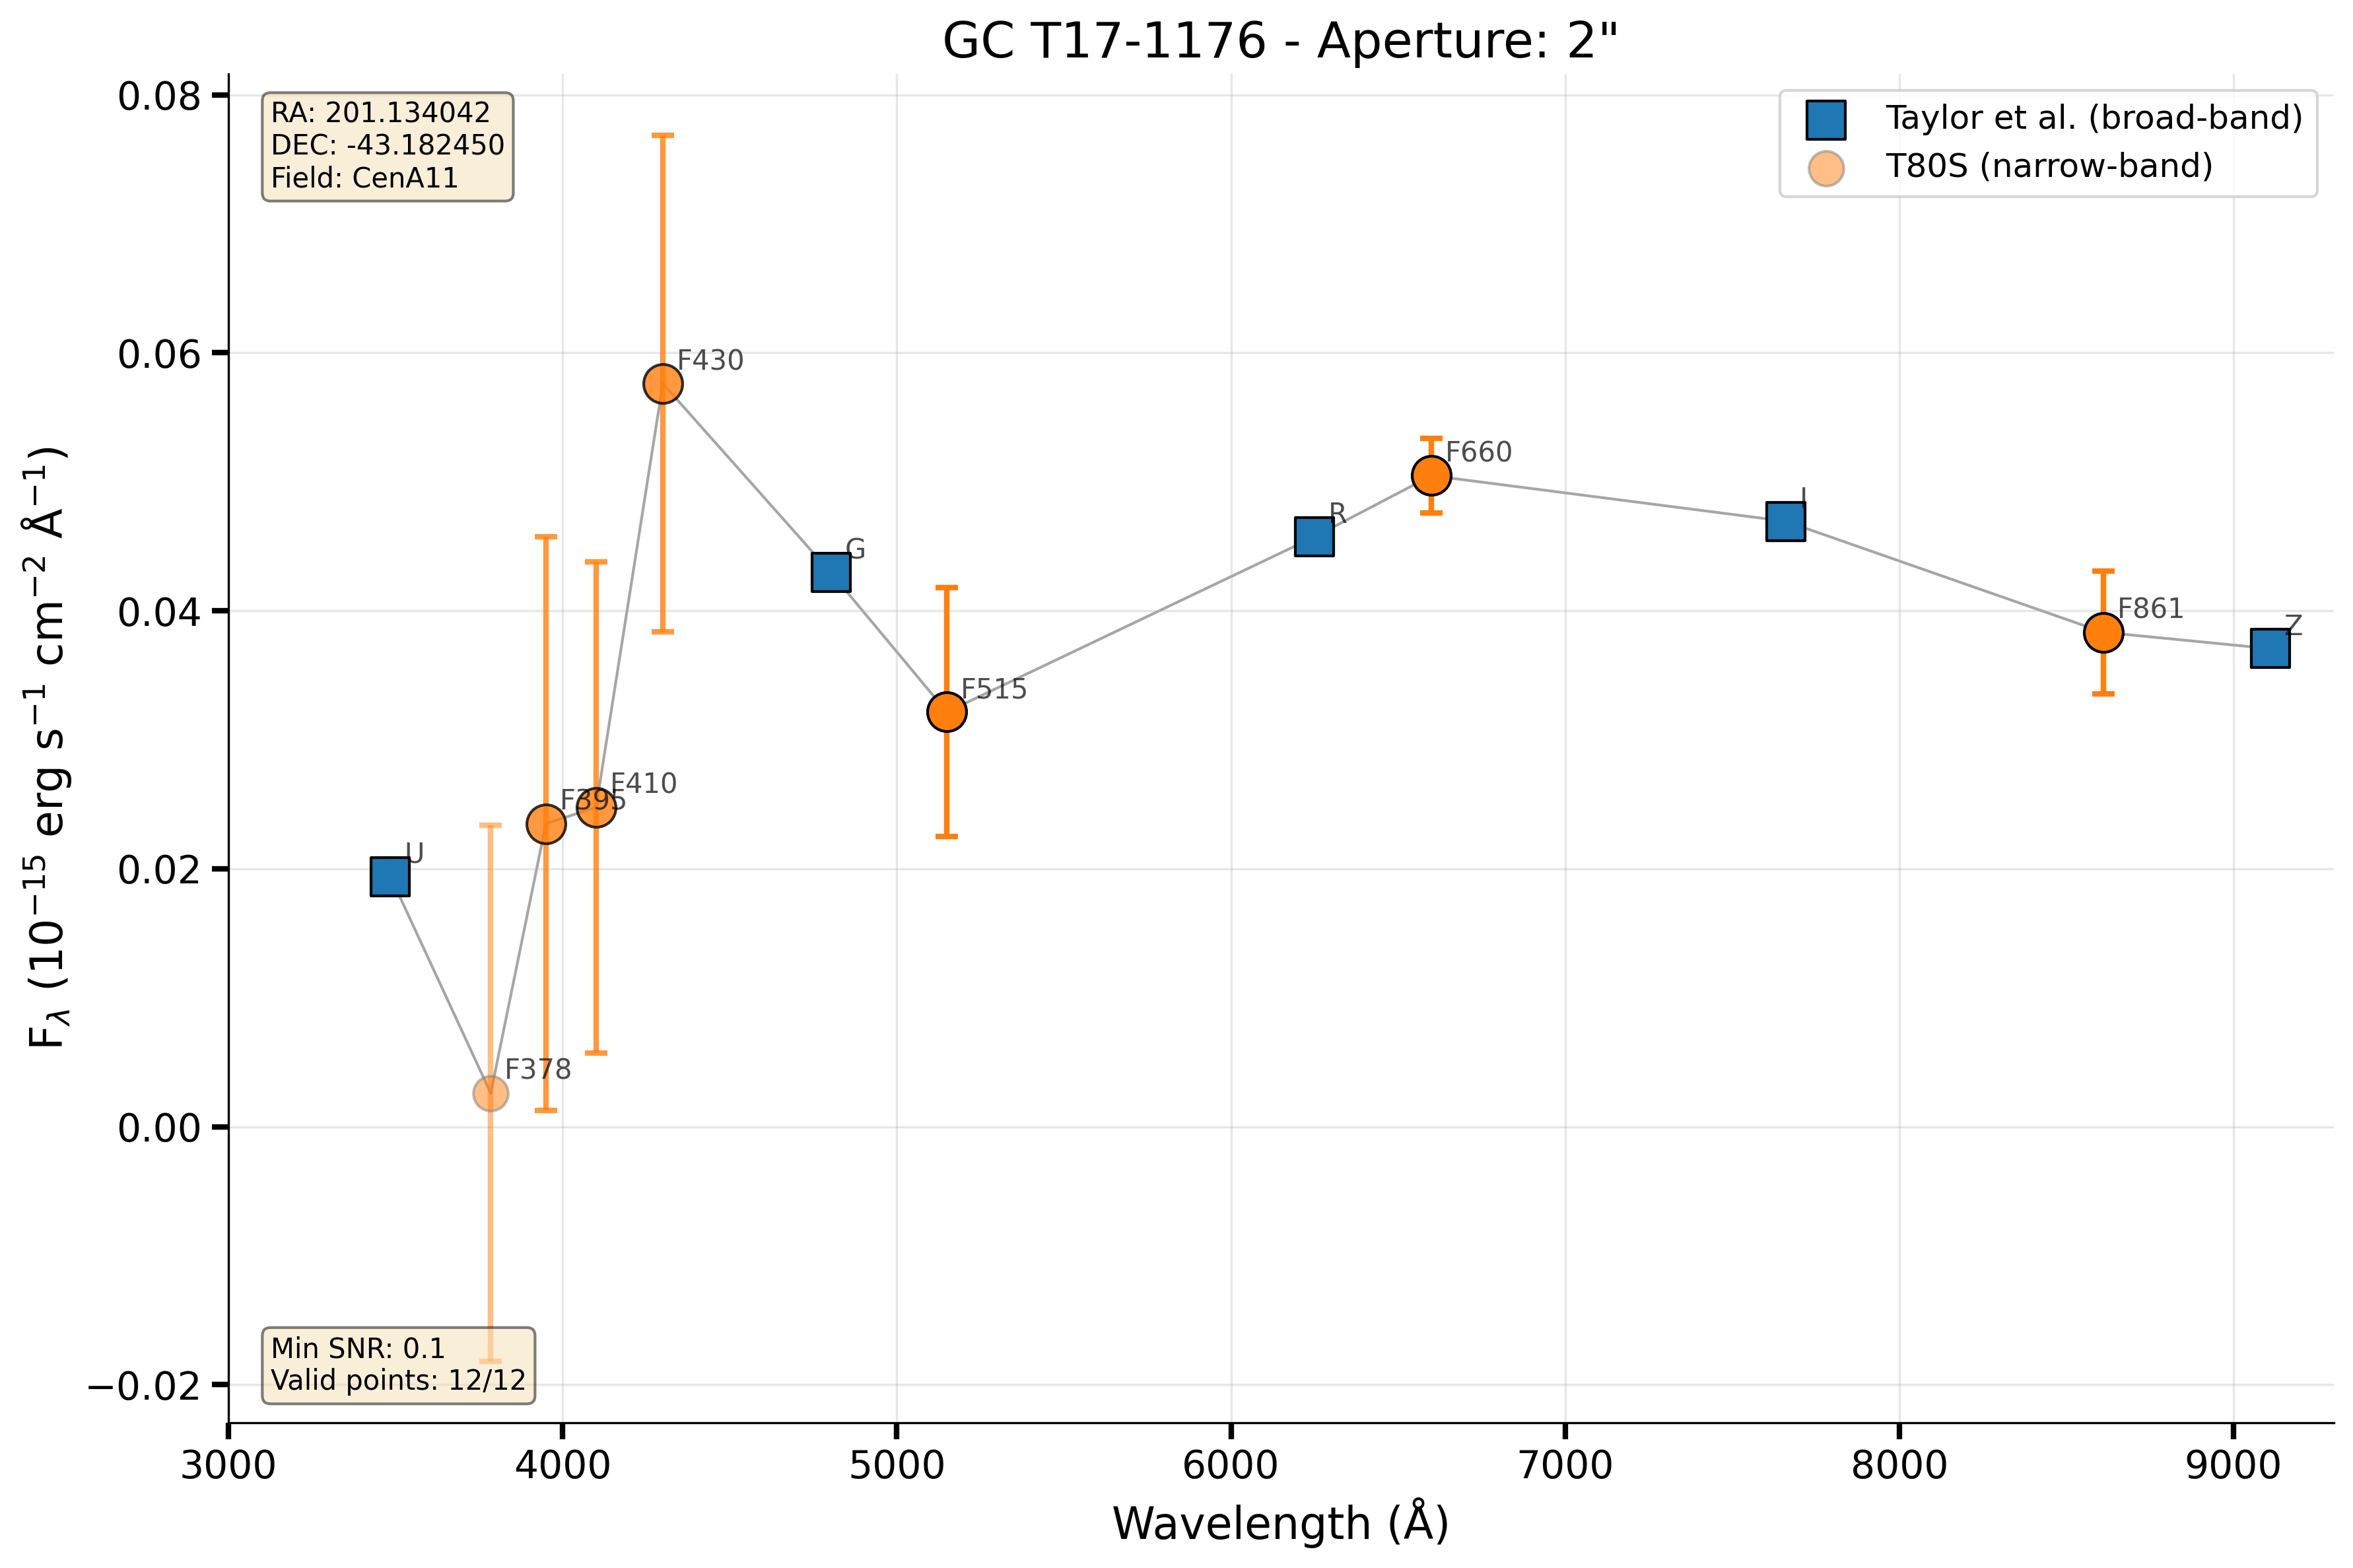 GC T17-1176 - Aperture: 2"
RA: 201.134042
DEC: -43.182450
Field: CenA11
Taylor et al. (broad-band)
T80S (narrow-band)
0.08
0.06
0.04
0.02
0.00
−0.02
F_λ (10⁻¹⁵ erg s⁻¹ cm⁻² Å⁻¹)
U
F378
F395
F410
F430
G
F515
R
F660
I
F861
Z
Min SNR: 0.1
Valid points: 12/12
3000 4000 5000 6000 7000 8000 9000
Wavelength (Å)